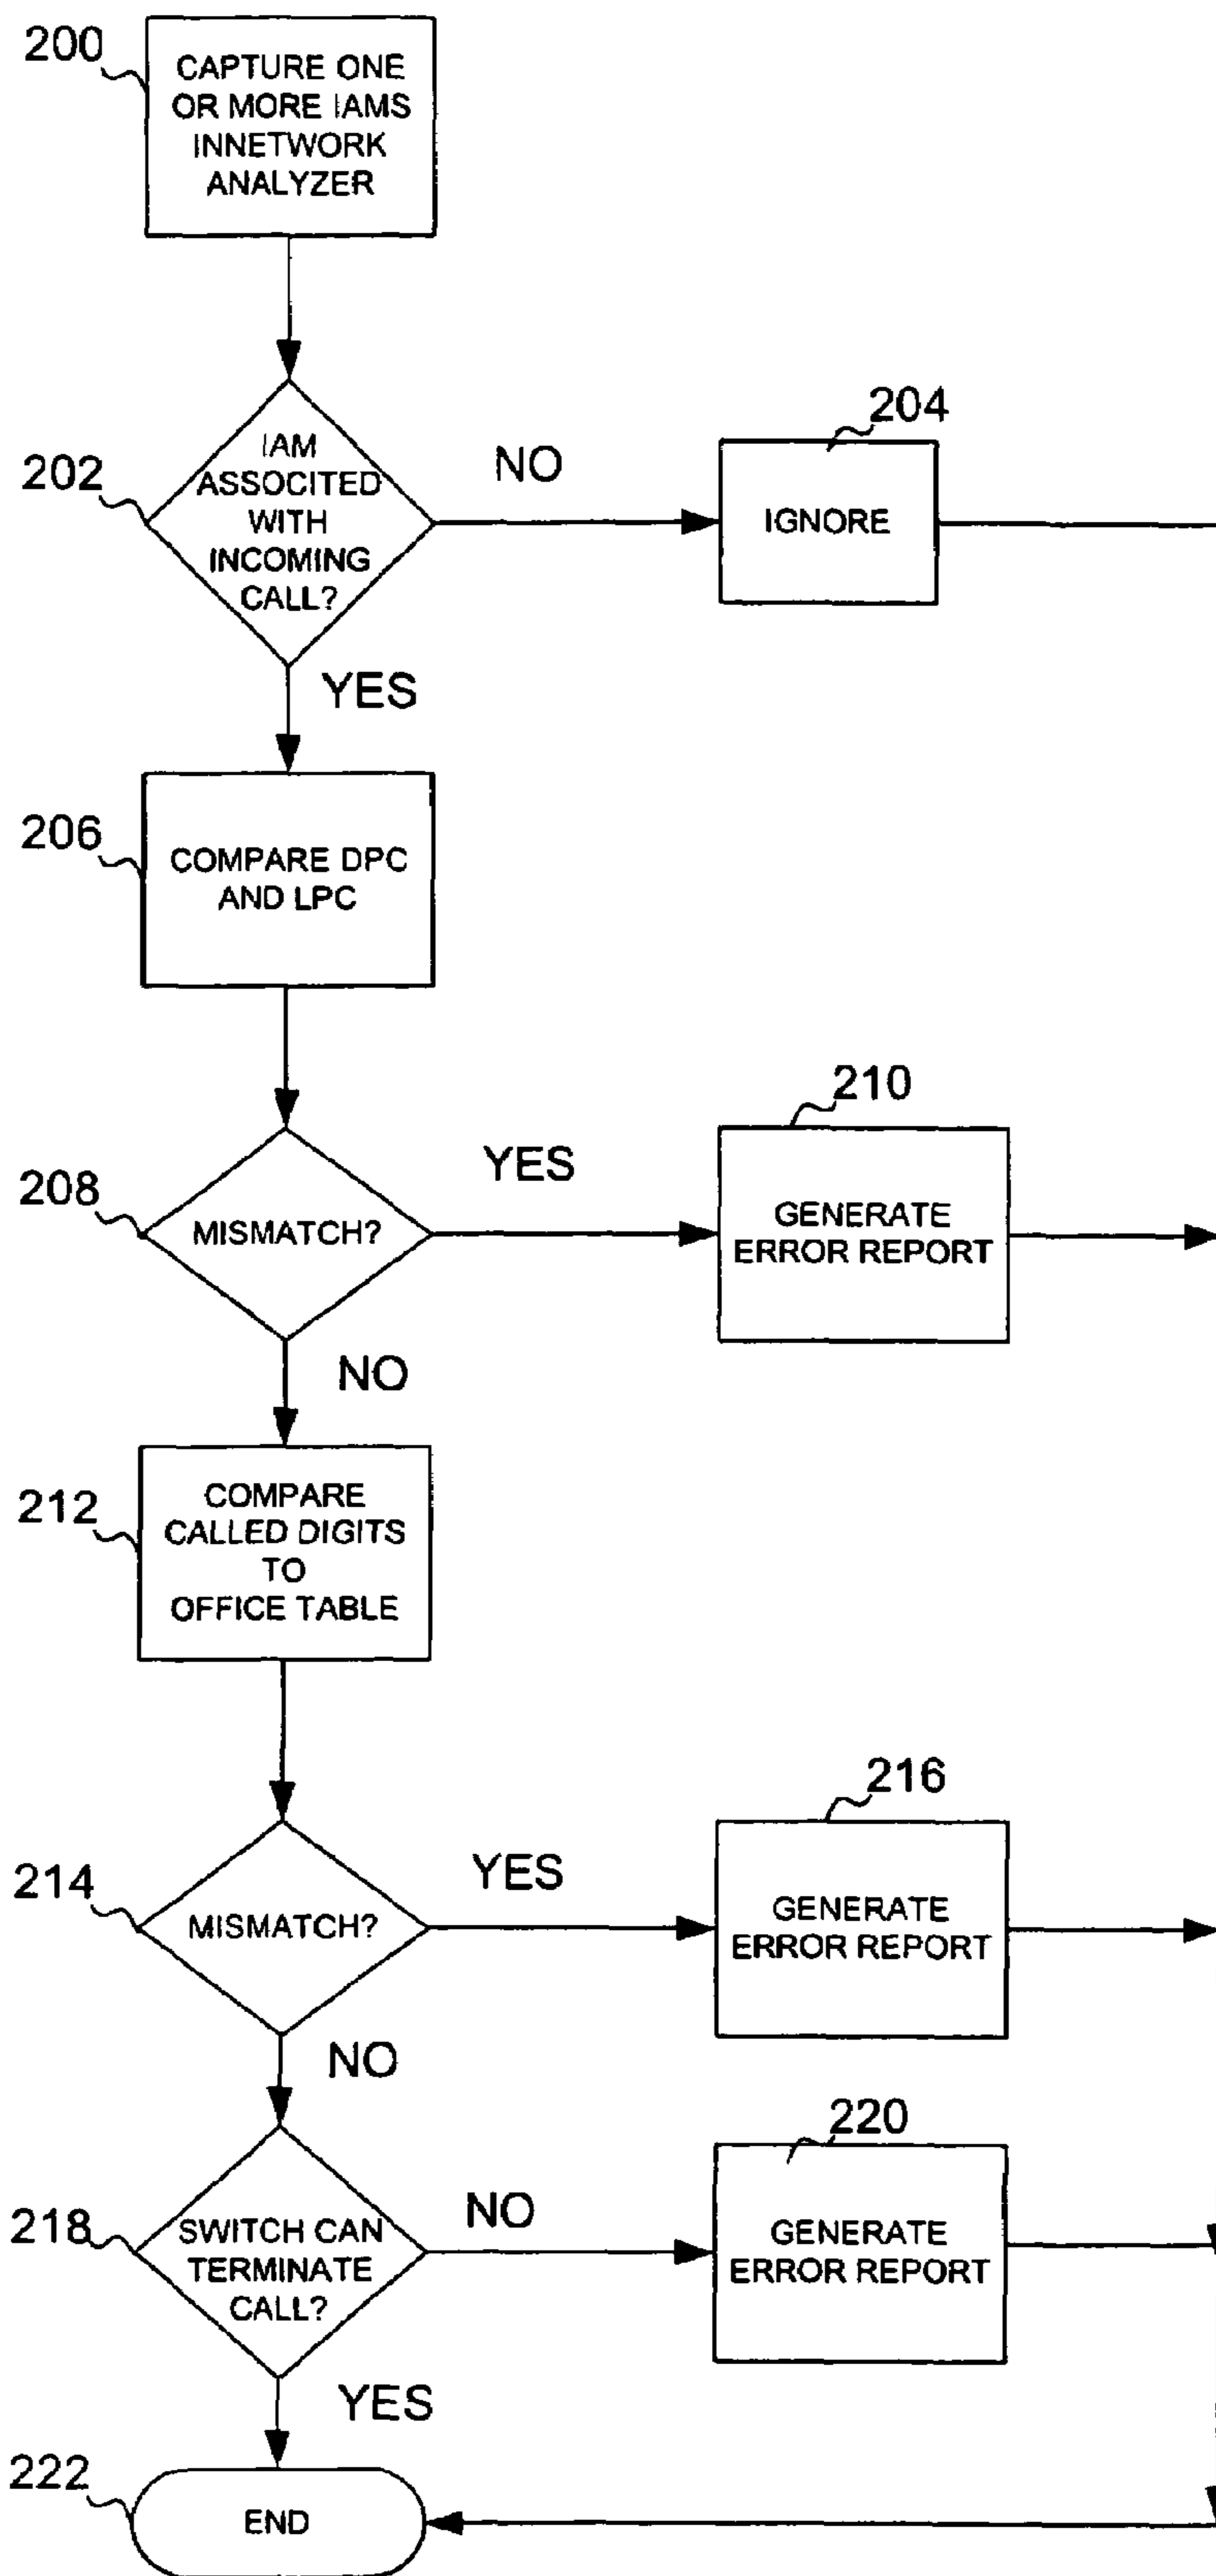 200
CAPTURE ONE
OR MORE IAMS
INNETWORK
ANALYZER
202
IAM
ASSOCITED
WITH
INCOMING
CALL?
NO
204
IGNORE
YES
206
COMPARE DPC
AND LPC
208
MISMATCH?
YES
210
GENERATE
ERROR REPORT
NO
212
COMPARE
CALLED DIGITS
TO
OFFICE TABLE
214
MISMATCH?
YES
216
GENERATE
ERROR REPORT
NO
218
SWITCH CAN
TERMINATE
CALL?
NO
220
GENERATE
ERROR REPORT
YES
222
END